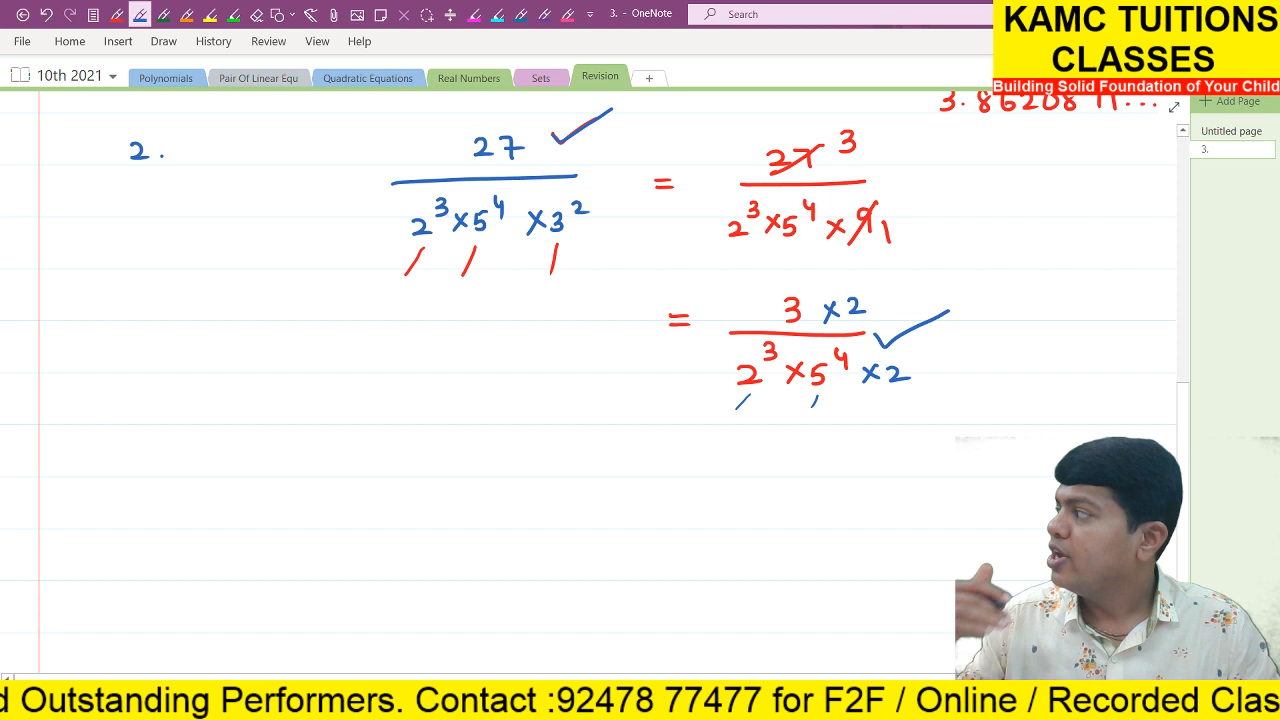 3. - OneNote
Search
KAMC TUITIONS
CLASSES
Building Solid Foundation of Your Child
File Home Insert Draw History Review View Help
10th 2021
Polynomials
Pair Of Linear Equ
Quadratic Equations
Real Numbers
Sets
Revision
Add Page
Untitled page
3.
2. 27 / 2³ × 5⁴ × 3² = 27 3 / 2³ × 5⁴ × 9 1
= 3 × 2 / 2³ × 5⁴ × 2
d Outstanding Performers. Contact :92478 77477 for F2F / Online / Recorded Clas